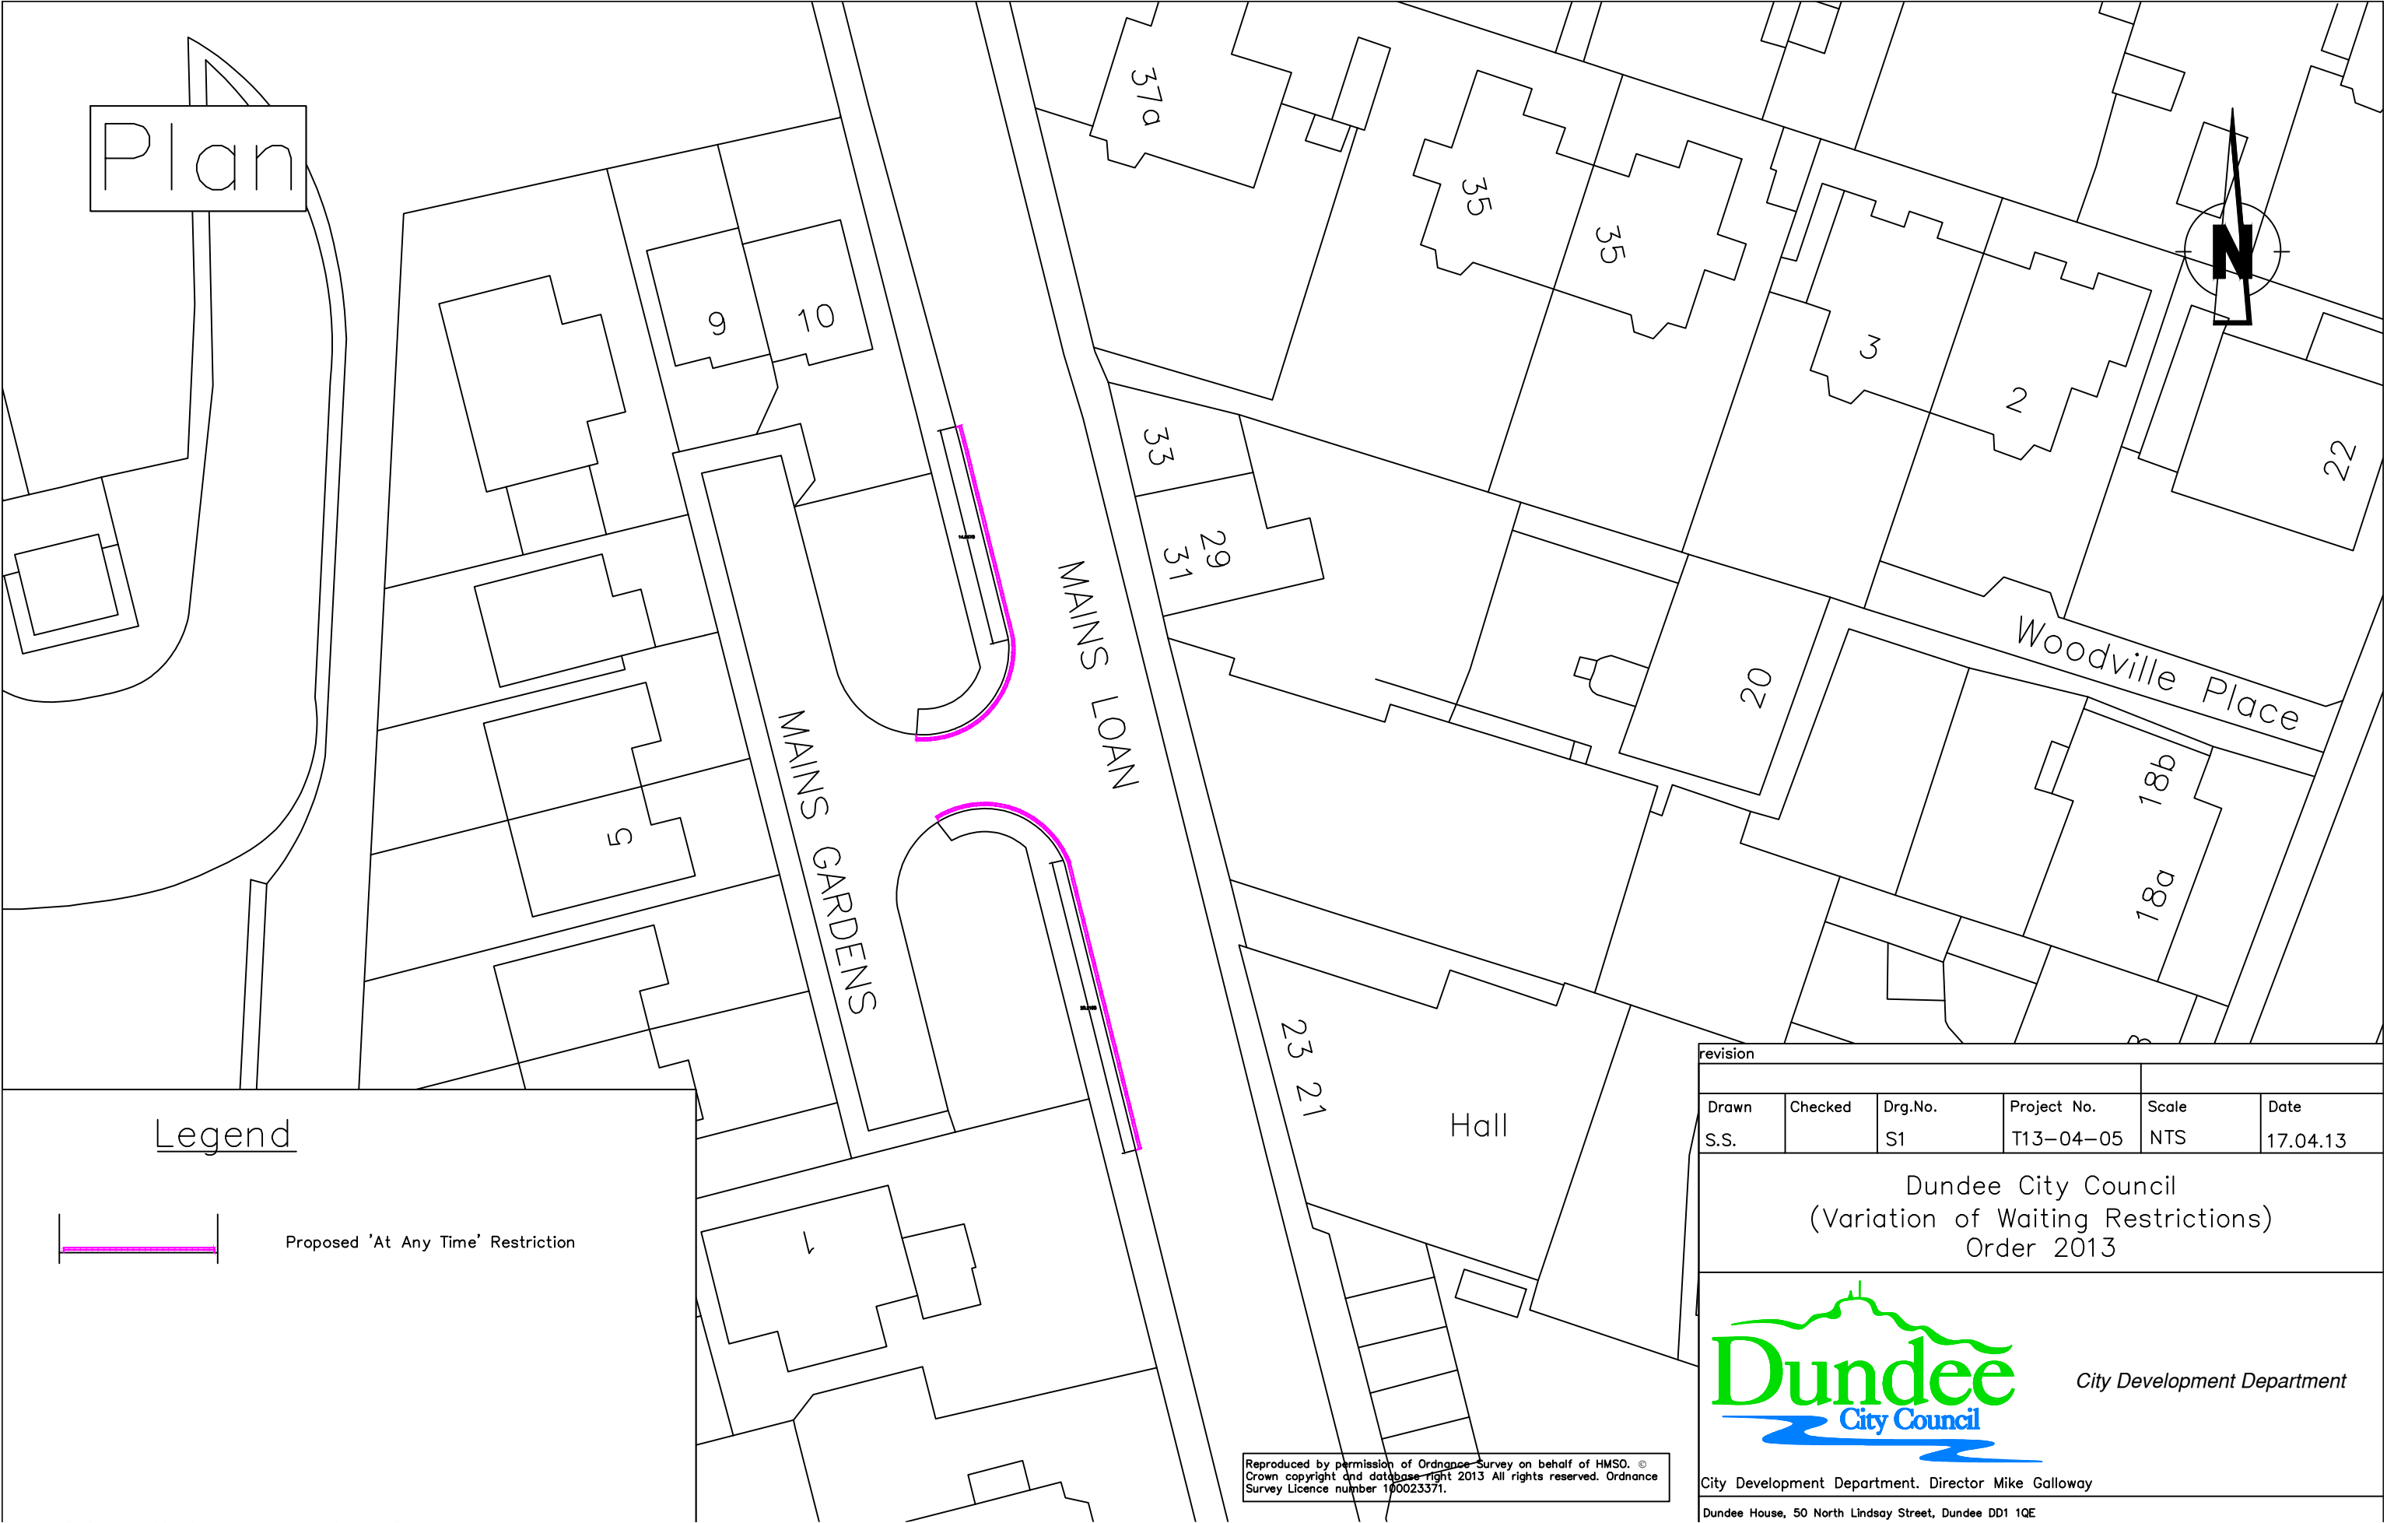 Plan
37a
35
35
9
10
3
2
22
N
33
29
31
MAINS LOAN
Woodville Place
20
MAINS GARDENS
5
18b
18a
23 21
Hall
1
Legend
Proposed 'At Any Time' Restriction
revision
Drawn Checked Drg.No. Project No. Scale Date
S.S. S1 T13-04-05 NTS 17.04.13
Dundee City Council
(Variation of Waiting Restrictions)
Order 2013
Dundee
City Council
City Development Department
City Development Department. Director Mike Galloway
Dundee House, 50 North Lindsay Street, Dundee DD1 1QE
Reproduced by permission of Ordnance Survey on behalf of HMSO. ©
Crown copyright and database right 2013 All rights reserved. Ordnance
Survey Licence number 100023371.